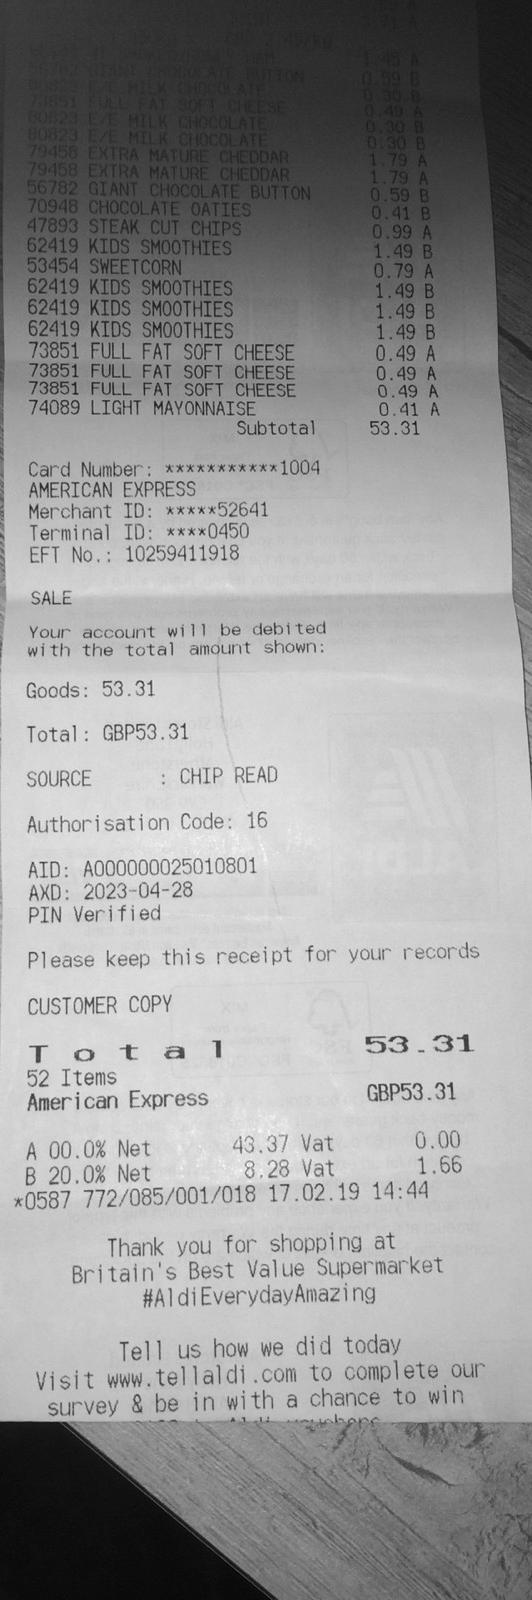 56782 GIANT CHOCOLATE BUTTON 0.59 B
80823 E/E MILK CHOCOLATE 0.30 B
73851 FULL FAT SOFT CHEESE 0.49 A
80823 E/E MILK CHOCOLATE 0.30 B
80823 E/E MILK CHOCOLATE 0.30 B
79458 EXTRA MATURE CHEDDAR 1.79 A
79458 EXTRA MATURE CHEDDAR 1.79 A
56782 GIANT CHOCOLATE BUTTON 0.59 B
70948 CHOCOLATE OATIES 0.41 B
47893 STEAK CUT CHIPS 0.99 A
62419 KIDS SMOOTHIES 1.49 B
53454 SWEETCORN 0.79 A
62419 KIDS SMOOTHIES 1.49 B
62419 KIDS SMOOTHIES 1.49 B
62419 KIDS SMOOTHIES 1.49 B
73851 FULL FAT SOFT CHEESE 0.49 A
73851 FULL FAT SOFT CHEESE 0.49 A
73851 FULL FAT SOFT CHEESE 0.49 A
74089 LIGHT MAYONNAISE 0.41 A
Subtotal 53.31
Card Number: ***********1004
AMERICAN EXPRESS
Merchant ID: *****52641
Terminal ID: ****0450
EFT No.: 10259411918
SALE
Your account will be debited
with the total amount shown:
Goods: 53.31
Total: GBP53.31
SOURCE : CHIP READ
Authorisation Code: 16
AID: A000000025010801
AXD: 2023-04-28
PIN Verified
Please keep this receipt for your records
CUSTOMER COPY
Total 53.31
52 Items
American Express GBP53.31
A 00.0% Net 43.37 Vat 0.00
B 20.0% Net 8.28 Vat 1.66
*0587 772/085/001/018 17.02.19 14:44
Thank you for shopping at
Britain's Best Value Supermarket
#AldiEverydayAmazing
Tell us how we did today
Visit www.tellaldi.com to complete our
survey & be in with a chance to win